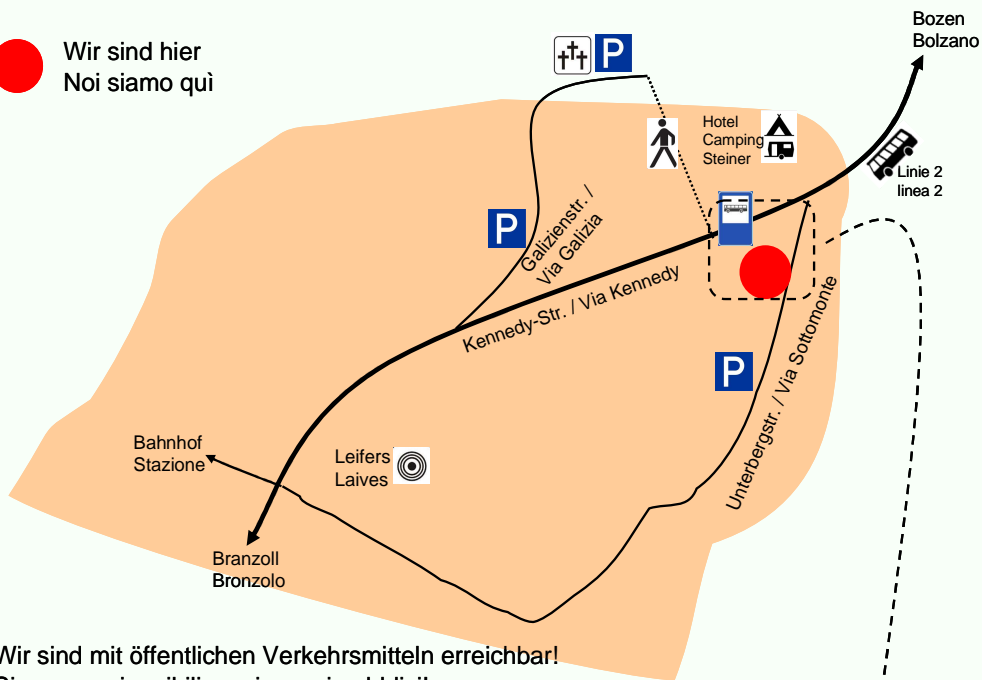 Wir sind hier
Noi siamo quì
Bozen
Bolzano
P
Hotel
Camping
Steiner
Linie 2
linea 2
P
Galizienstr. /
Via Galizia
Kennedy-Str. / Via Kennedy
P
Unterbergstr. / Via Sottomonte
Bahnhof
Stazione
Leifers
Laives
Branzoll
Bronzolo
Wir sind mit öffentlichen Verkehrsmitteln erreichbar!